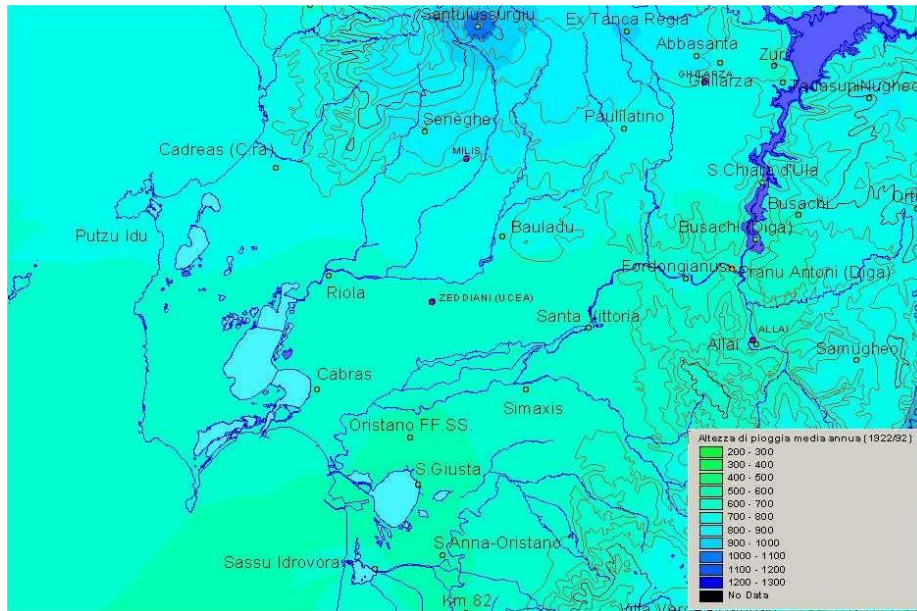 Santulussurgiu
Ex Tanca Regia
Abbasanta
Zuri
GHILARZA
Ghilarza
Tadasuni
Nugheo
Seneghe
Paulilatino
MILIS
Cadreas (C.ra)
S.Chiara d'Ula
Busachi
Putzu Idu
Bauladu
Busachi (Diga)
Fordongianus
Pranu Antoni (Diga)
Riola
ZEDDIANI (UCEA)
Santa Vittoria
ALLAI
Allai
Samugheo
Cabras
Simaxis
Oristano FF.SS.
S.Giusta
S.Anna-Oristano
Sassu Idrovora
Km.82
Altezza di pioggia media annua (1922/92)
200 - 300
300 - 400
400 - 500
500 - 600
600 - 700
700 - 800
800 - 900
900 - 1000
1000 - 1100
1100 - 1200
1200 - 1300
No Data